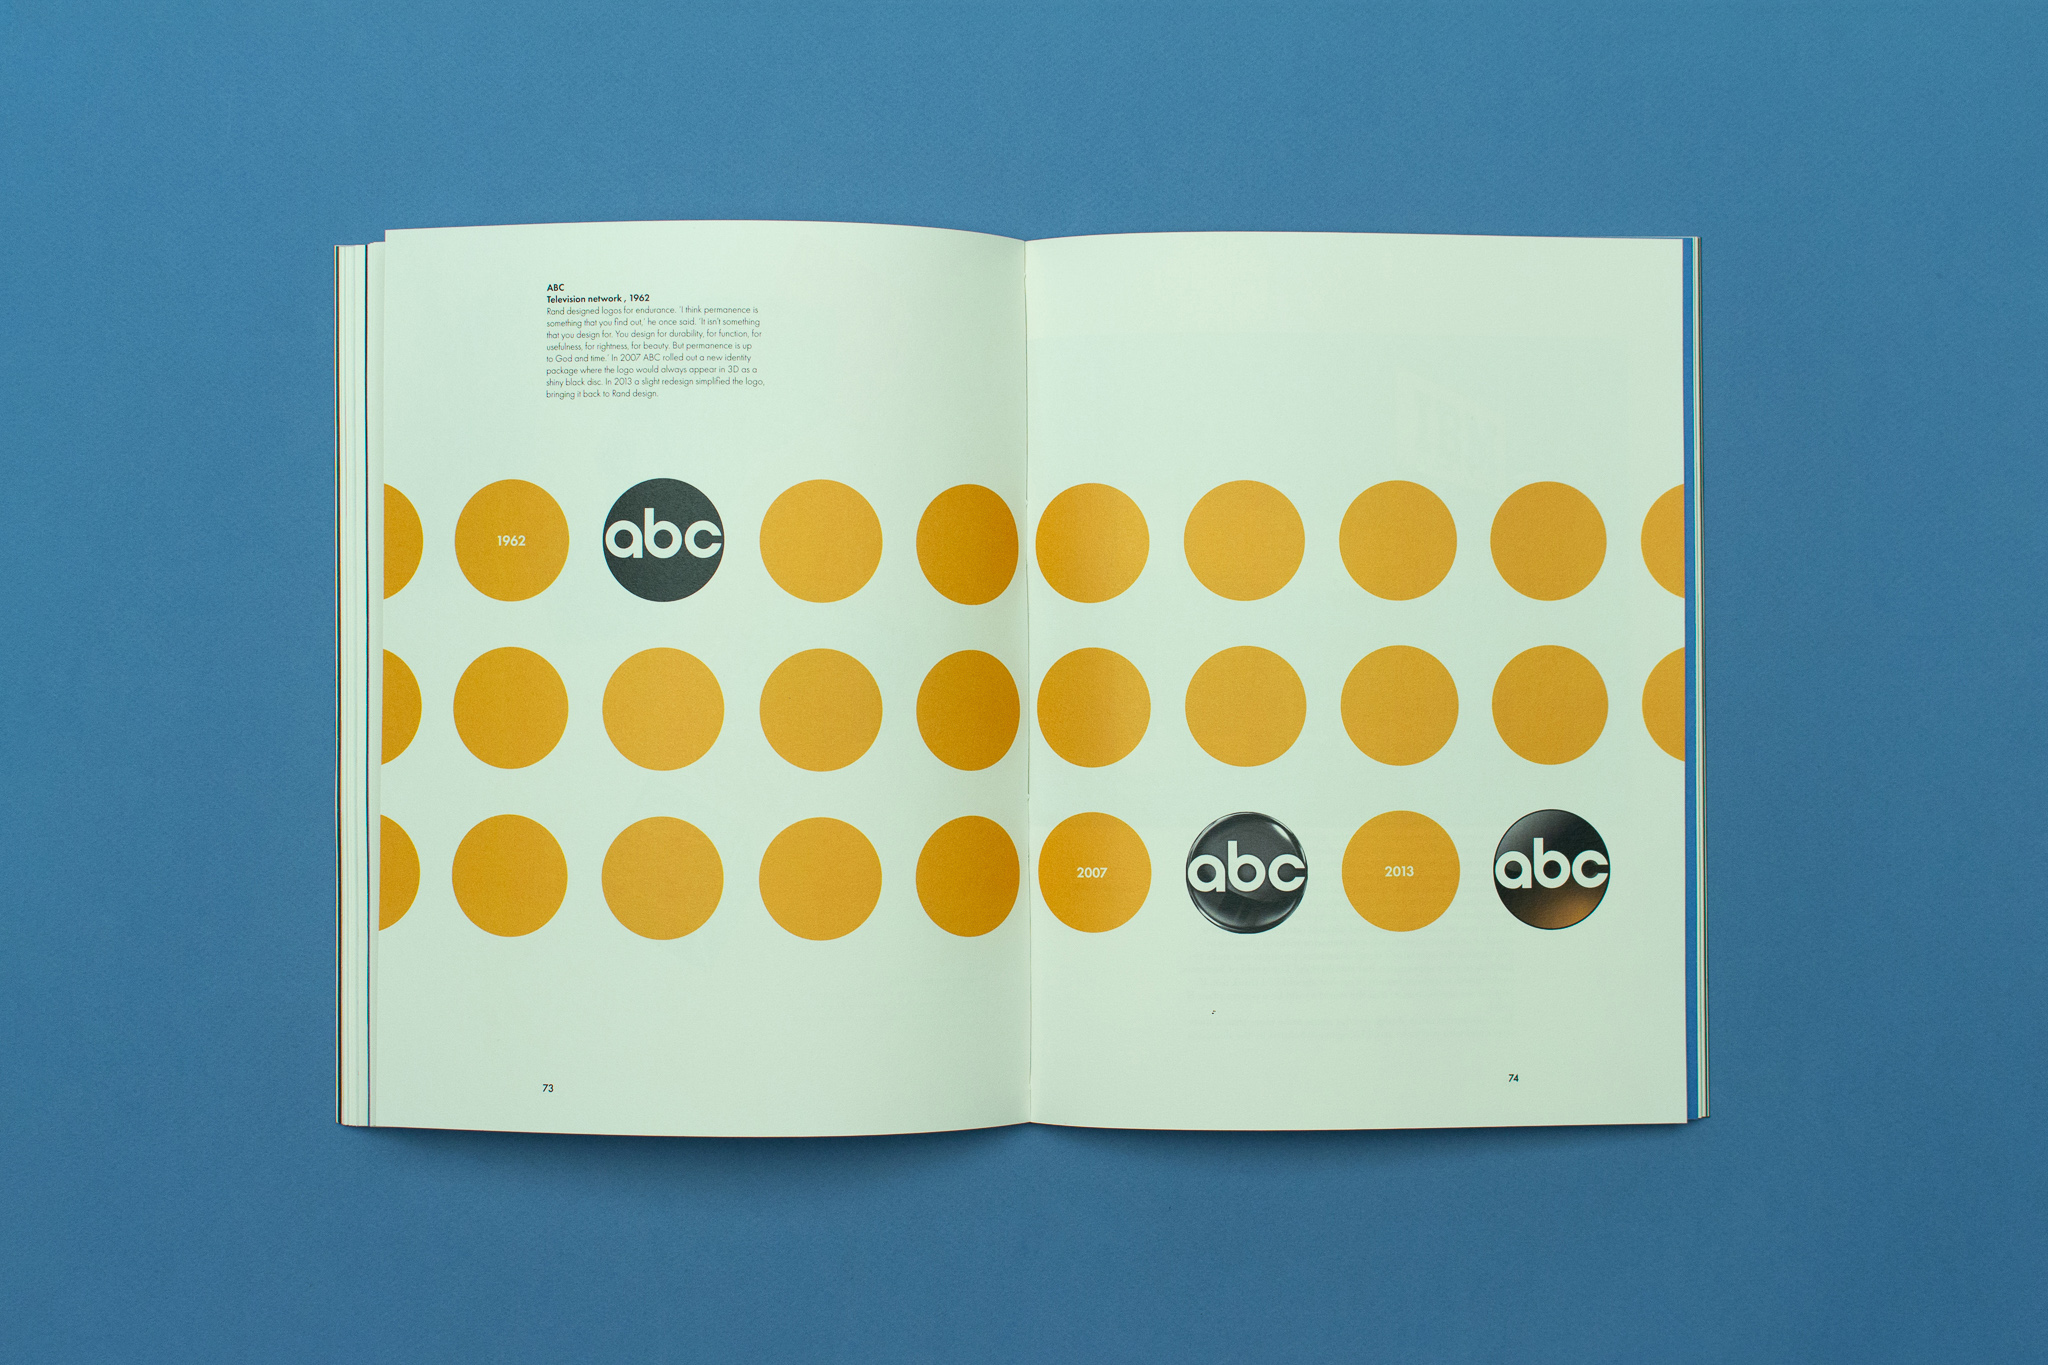 ABC
Television network , 1962
Rand designed logos for endurance. 'I think permanence is
something that you find out,' he once said. 'It isn't something
that you design for. You design for durability, for function, for
usefulness, for rightness, for beauty. But permanence is up
to God and time.' In 2007 ABC rolled out a new identity
package where the logo would always appear in 3D as a
shiny black disc. In 2013 a slight redesign simplified the logo,
bringing it back to Rand design.
1962
abc
2007
abc
2013
abc
73
74